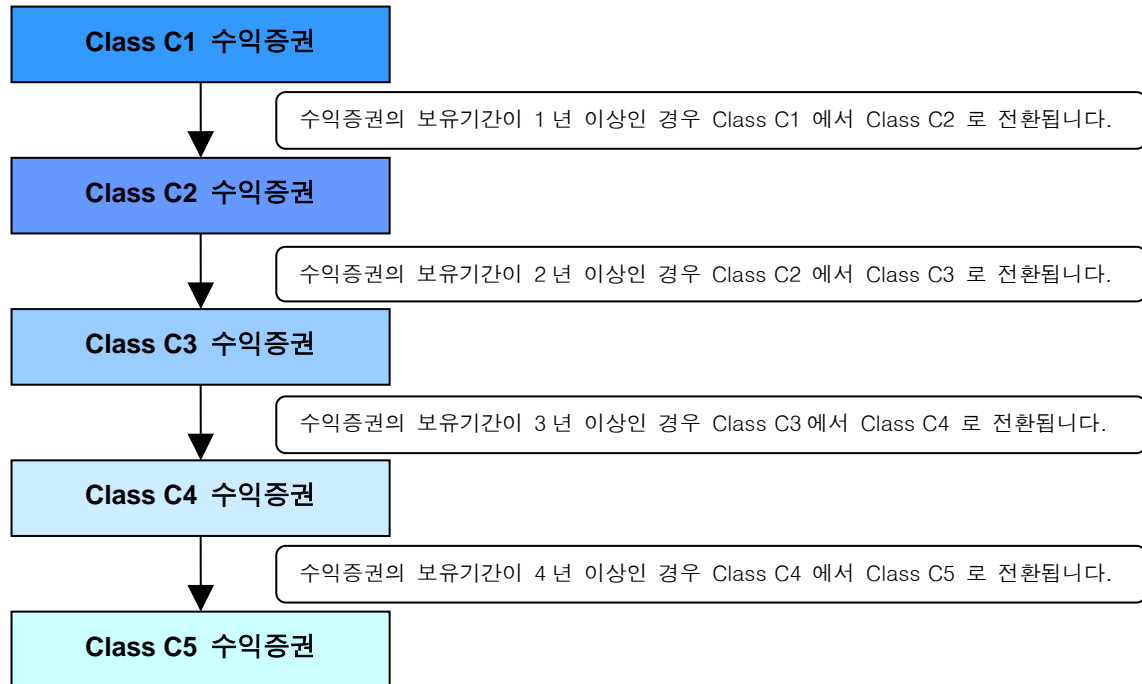 Class C1 수익증권
수익증권의 보유기간이 1년 이상인 경우 Class C1 에서 Class C2 로 전환됩니다.
Class C2 수익증권
수익증권의 보유기간이 2년 이상인 경우 Class C2 에서 Class C3 로 전환됩니다.
Class C3 수익증권
수익증권의 보유기간이 3년 이상인 경우 Class C3에서 Class C4 로 전환됩니다.
Class C4 수익증권
수익증권의 보유기간이 4년 이상인 경우 Class C4 에서 Class C5 로 전환됩니다.
Class C5 수익증권